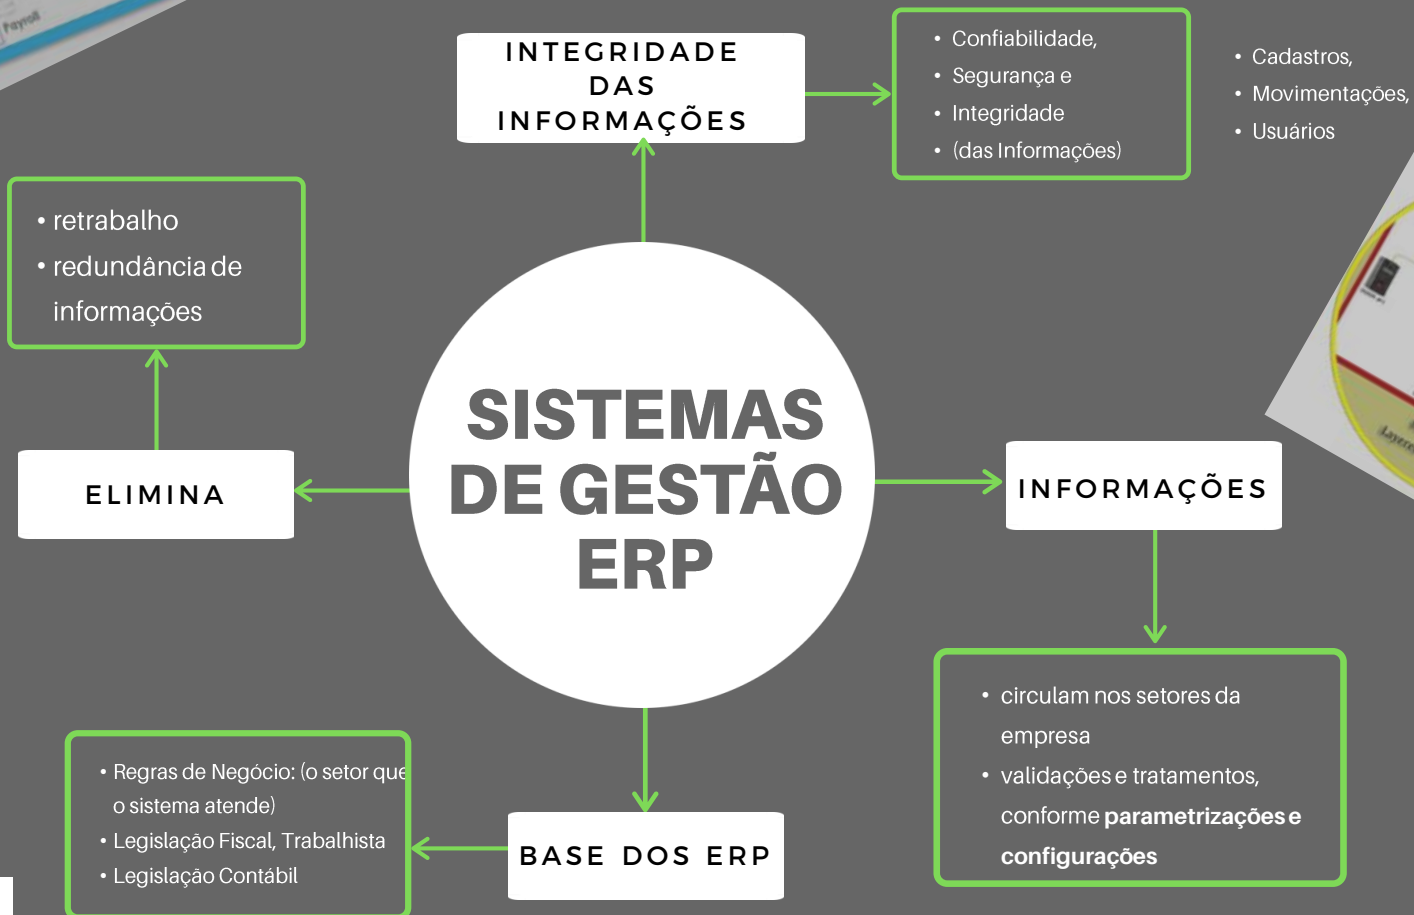 Payroll
INTEGRIDADE
DAS
INFORMAÇÕES
• Confiabilidade,
• Segurança e
• Integridade
• (das Informações)
• Cadastros,
• Movimentações,
• Usuários
• retrabalho
• redundância de
informações
SISTEMAS
DE GESTÃO
ERP
ELIMINA
INFORMAÇÕES
• circulam nos setores da
empresa
• validações e tratamentos,
conforme parametrizações e
configurações
BASE DOS ERP
• Regras de Negócio: (o setor que
o sistema atende)
• Legislação Fiscal, Trabalhista
• Legislação Contábil